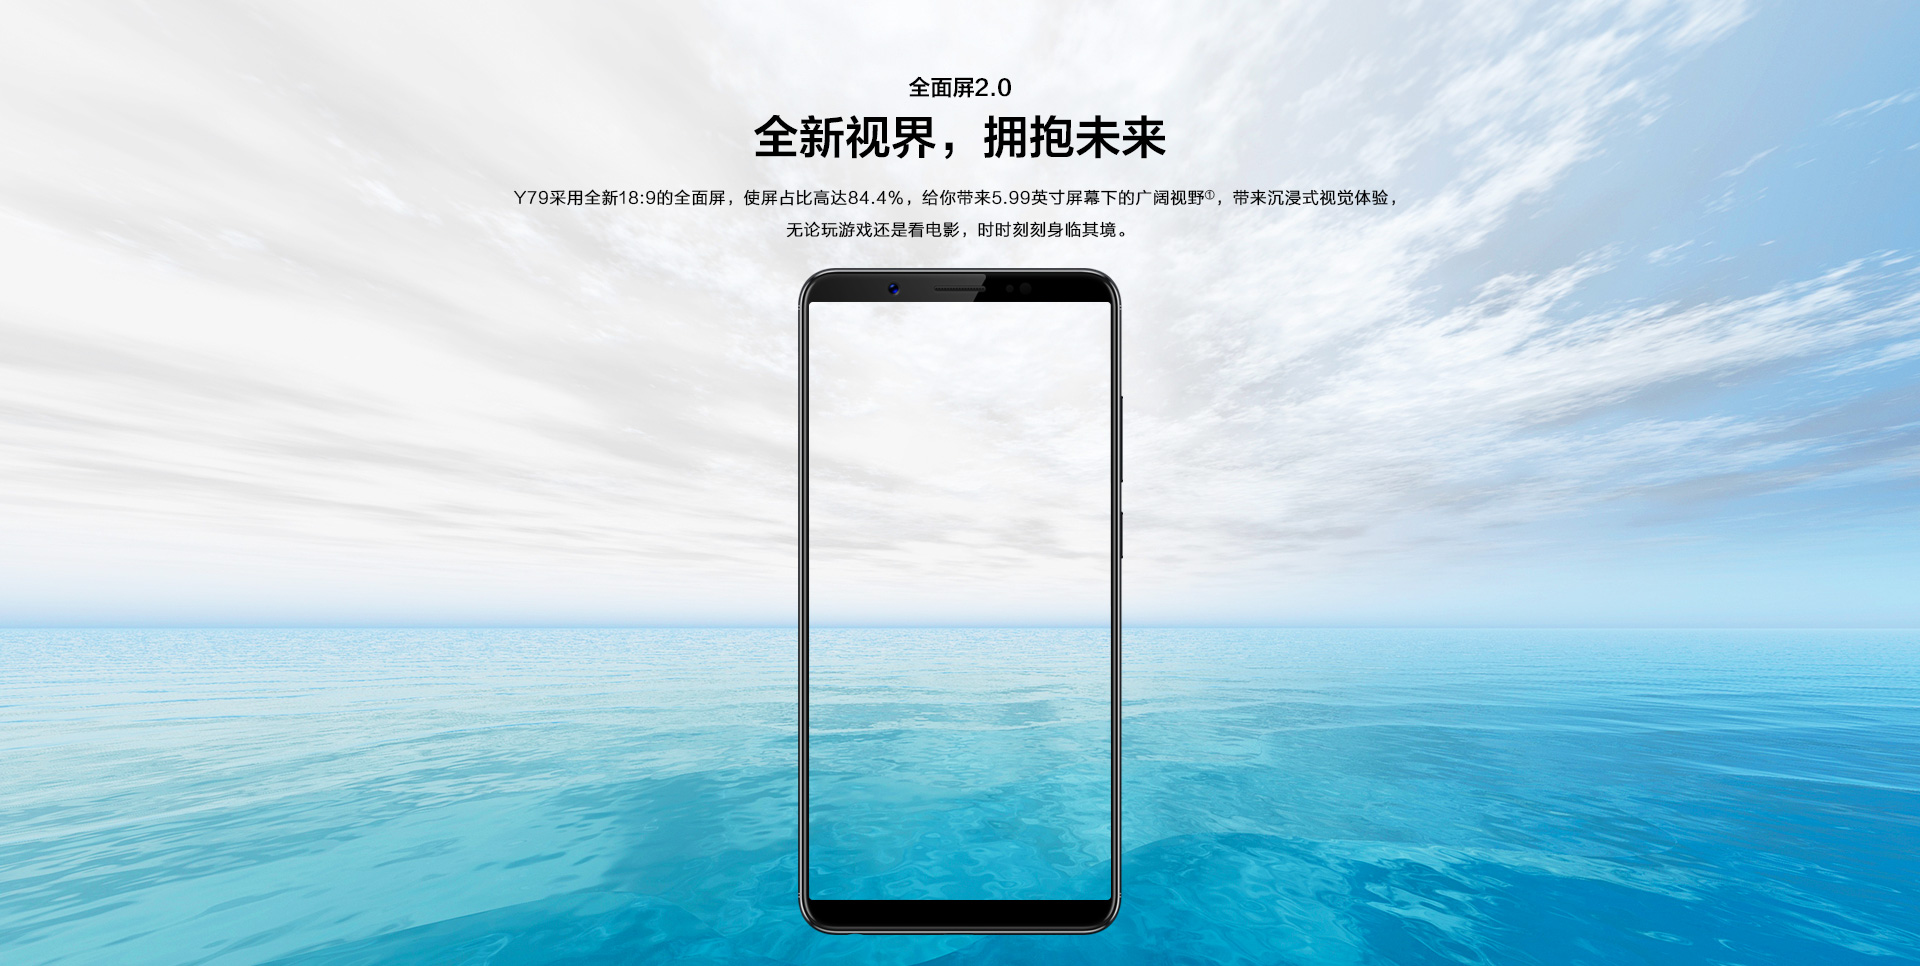 全面屏2.0
全新视界，拥抱未来
Y79采用全新18:9的全面屏，使屏占比高达84.4%，给你带来5.99英寸屏幕下的广阔视野①，带来沉浸式视觉体验，
无论玩游戏还是看电影，时时刻刻身临其境。